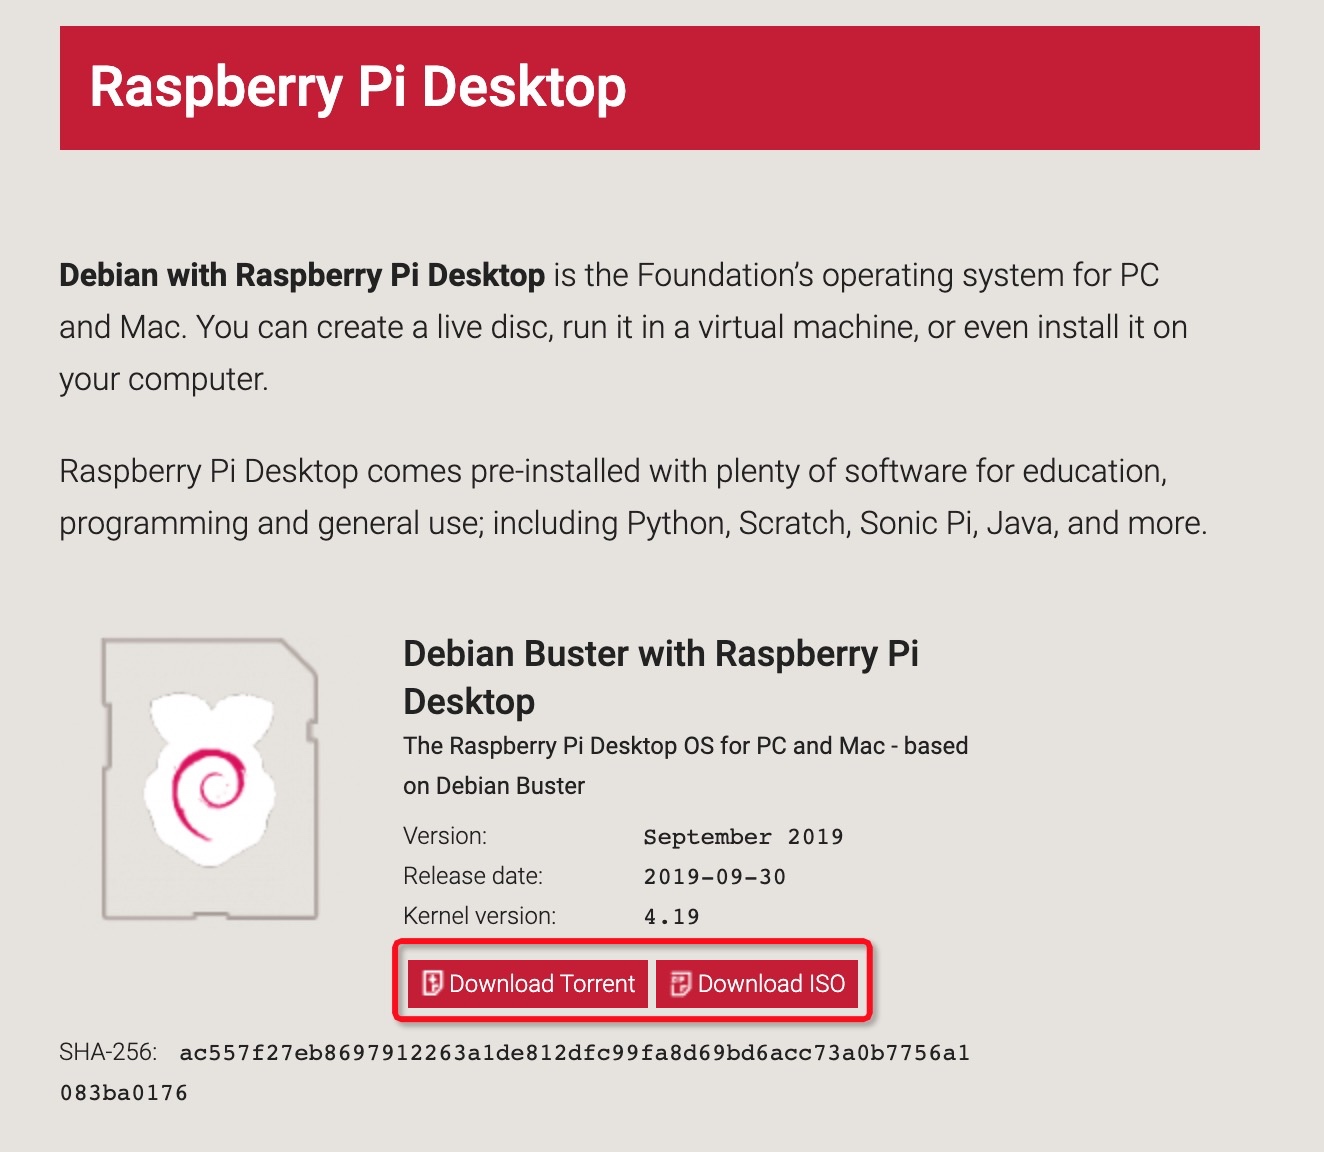 Raspberry Pi Desktop
Debian with Raspberry Pi Desktop is the Foundation’s operating system for PC
and Mac. You can create a live disc, run it in a virtual machine, or even install it on
your computer.
Raspberry Pi Desktop comes pre-installed with plenty of software for education,
programming and general use; including Python, Scratch, Sonic Pi, Java, and more.
Debian Buster with Raspberry Pi
Desktop
The Raspberry Pi Desktop OS for PC and Mac - based
on Debian Buster
Version: September 2019
Release date: 2019-09-30
Kernel version: 4.19
Download Torrent Download ISO
SHA-256: ac557f27eb8697912263a1de812dfc99fa8d69bd6acc73a0b7756a1
083ba0176